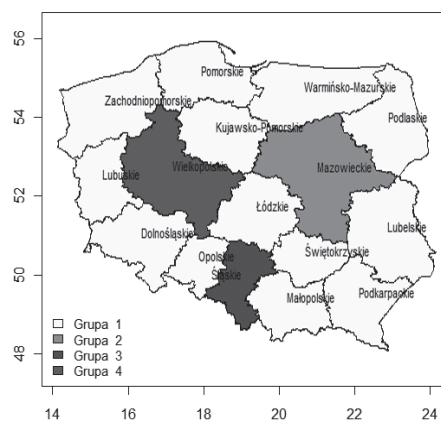 56
54
52
50
48
Pomorskie
Warmińsko-Mazurskie
Zachodniopomorskie
Podlaskie
Kujawsko-Pomorskie
Wielkopolskie
Mazowieckie
Lubuskie
Łódzkie
Lubelskie
Dolnośląskie
Opolskie
Świętokrzyskie
Śląskie
Małopolskie
Podkarpackie
Grupa 1
Grupa 2
Grupa 3
Grupa 4
14 16 18 20 22 24